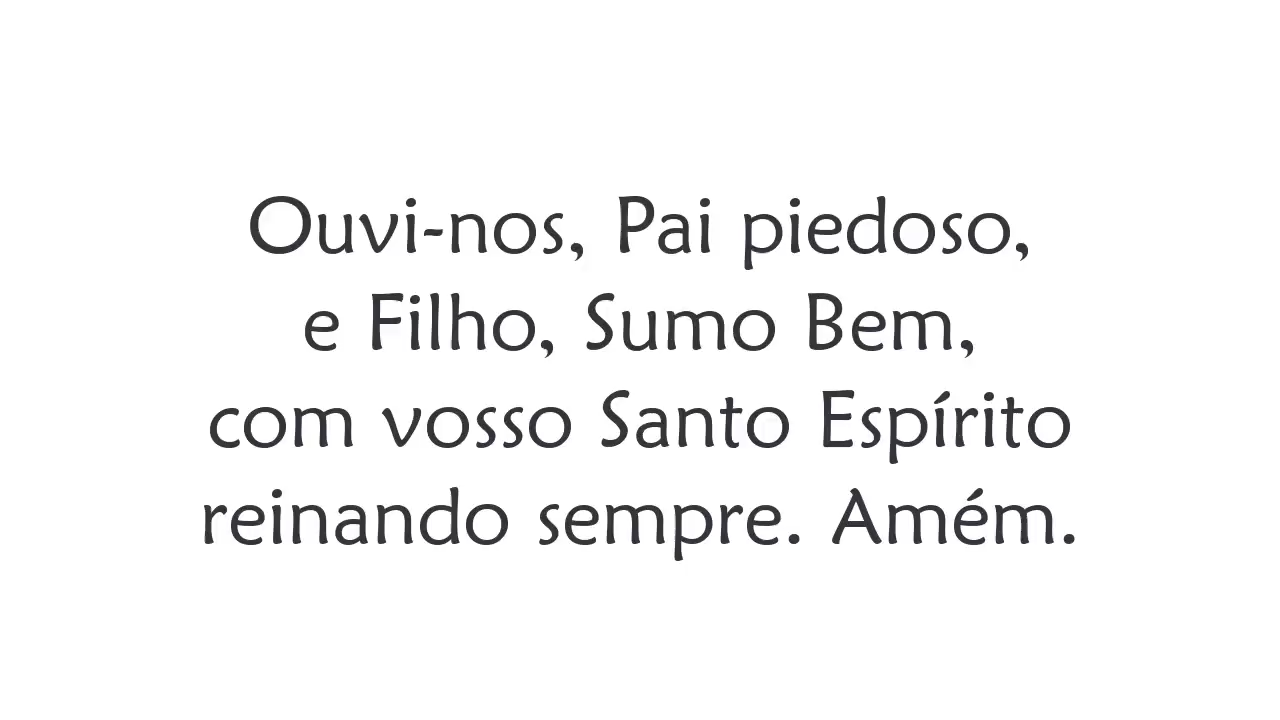 Ouvi-nos, Pai piedoso,
e Filho, Sumo Bem,
com vosso Santo Espírito
reinando sempre. Amém.